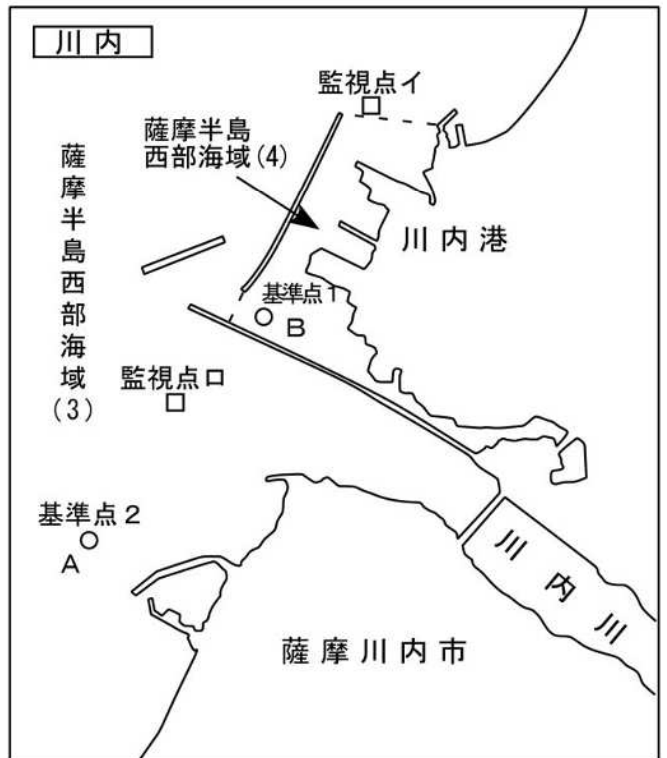 川内
監視点イ
薩摩半島
西部海域(4)
薩摩半島西部海域(3)
川内港
基準点1
B
監視点ロ
基準点2
A
川内川
薩摩川内市